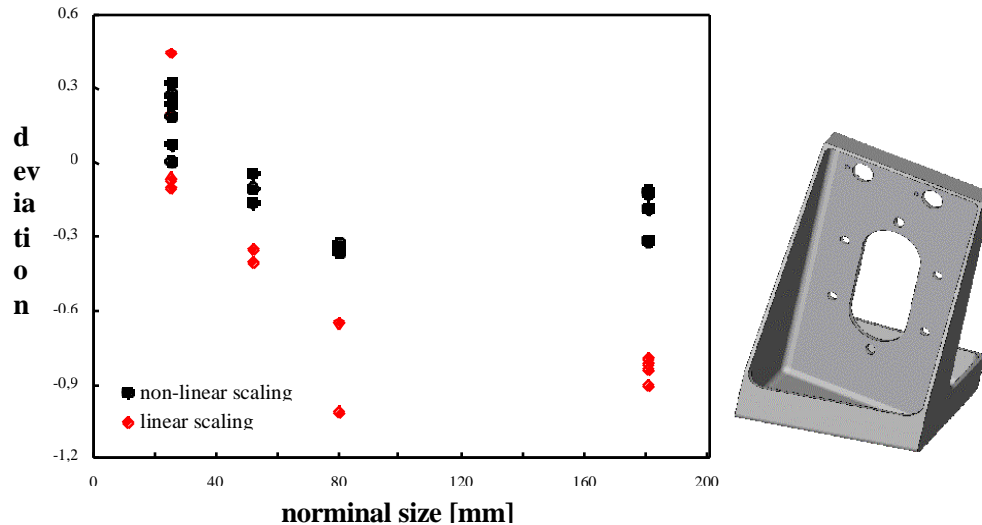 0,6
0,3
0
-0,3
-0,6
-0,9
-1,2
d
ev
ia
ti
o
n
non-linear scaling
linear scaling
0
40
80
120
160
200
norminal size [mm]